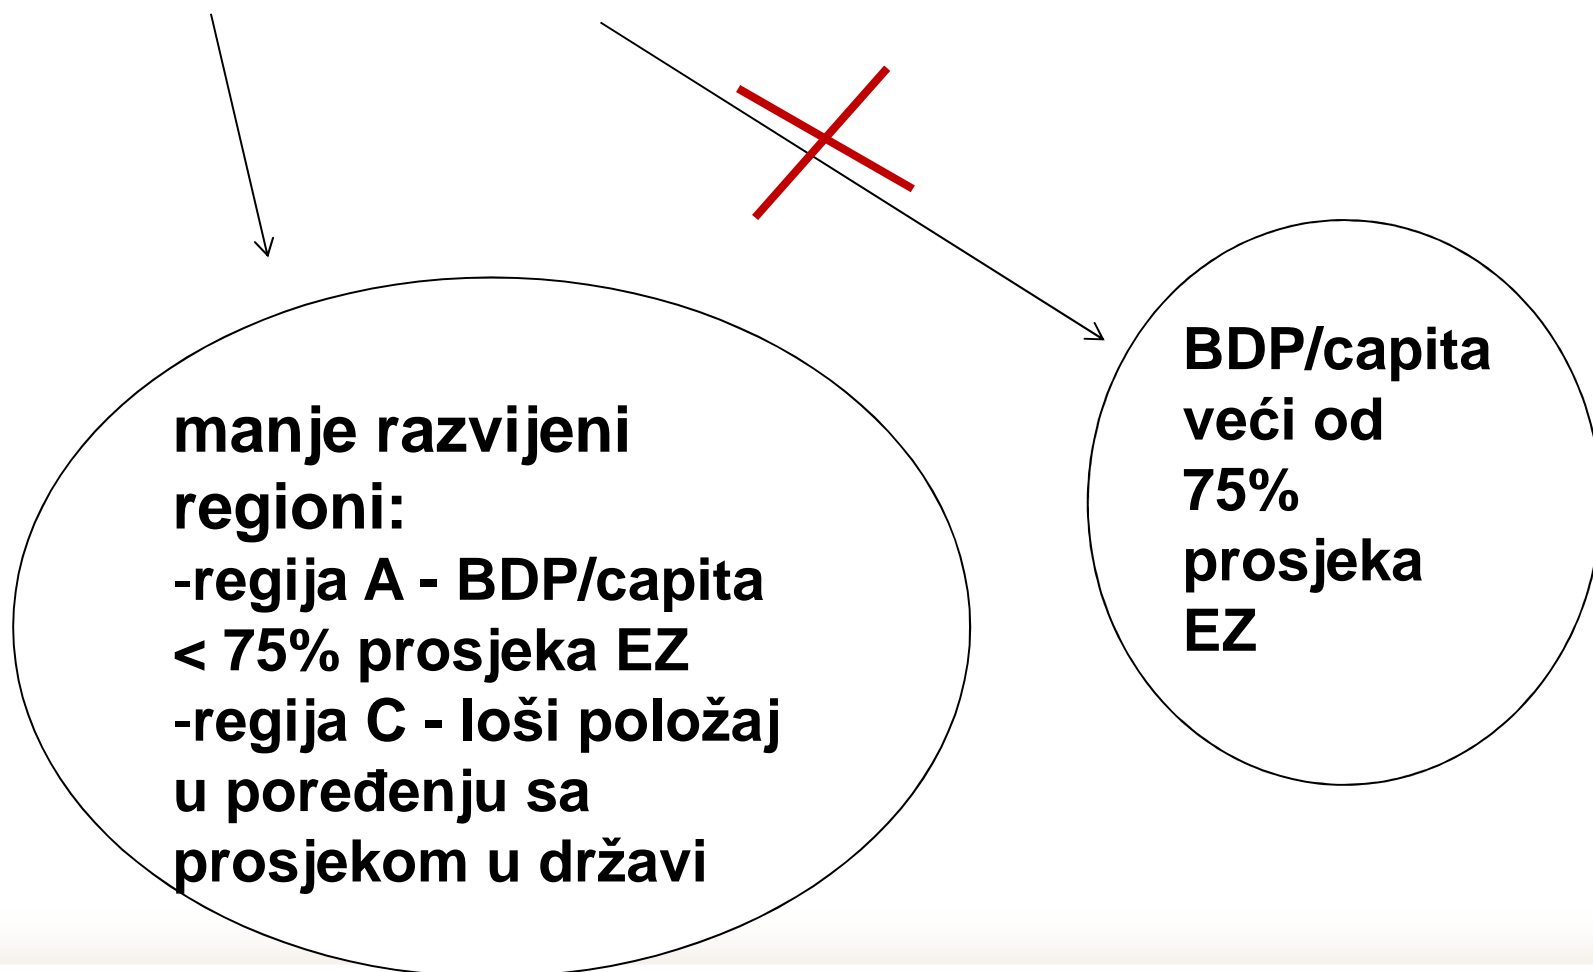 manje razvijeni
regioni:
-regija A - BDP/capita
< 75% prosjeka EZ
-regija C - loši položaj
u poređenju sa
prosjekom u državi
BDP/capita
veći od
75%
prosjeka
EZ